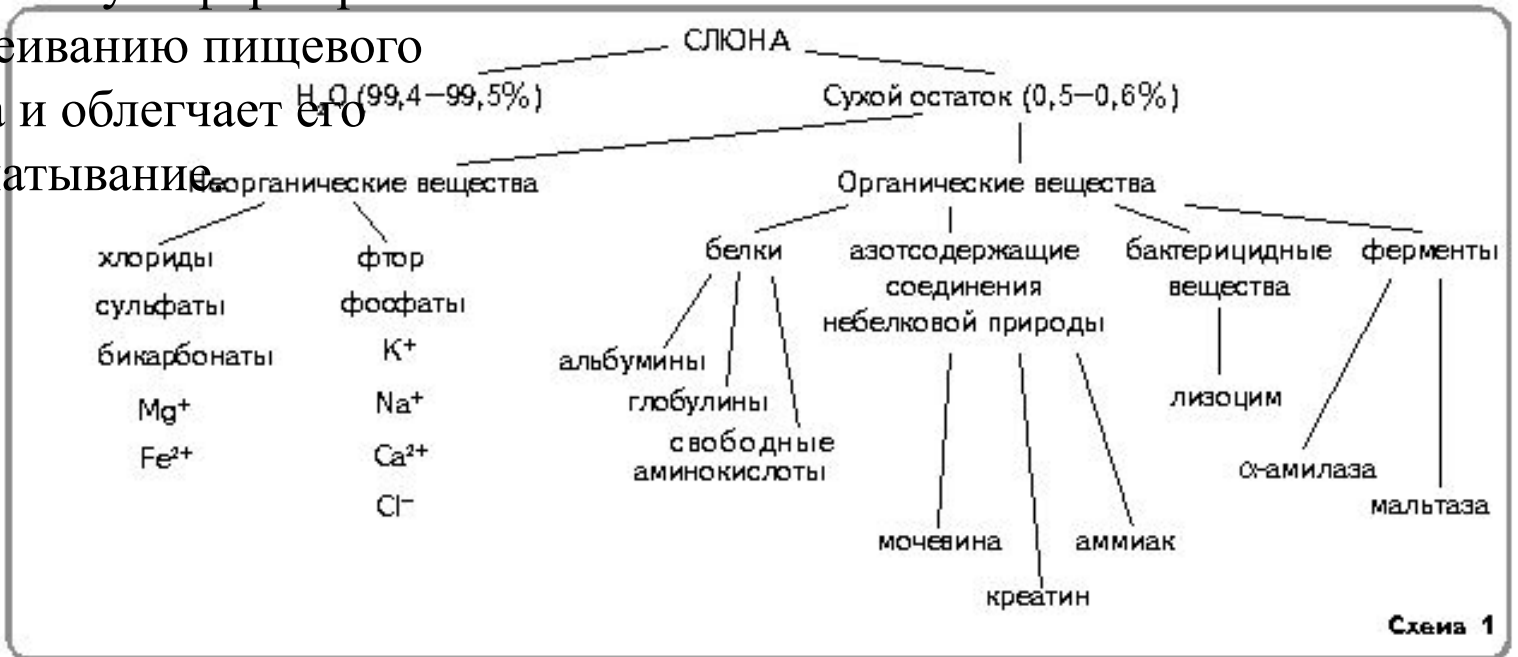 еиванию пищевого
и облегчает его
атывание.
СЛЮНА
H₂O (99,4–99,5%)
Сухой остаток (0,5–0,6%)
Неорганические вещества
Органические вещества
хлориды
сульфаты
бикарбонаты
Mg⁺
Fe²⁺
фтор
фосфаты
K⁺
Na⁺
Ca²⁺
Cl⁻
белки
альбумины
глобулины
свободные
аминокислоты
азотсодержащие
соединения
небелковой природы
мочевина
креатин
аммиак
бактерицидные
вещества
лизоцим
ферменты
α-амилаза
мальтаза
Схема 1